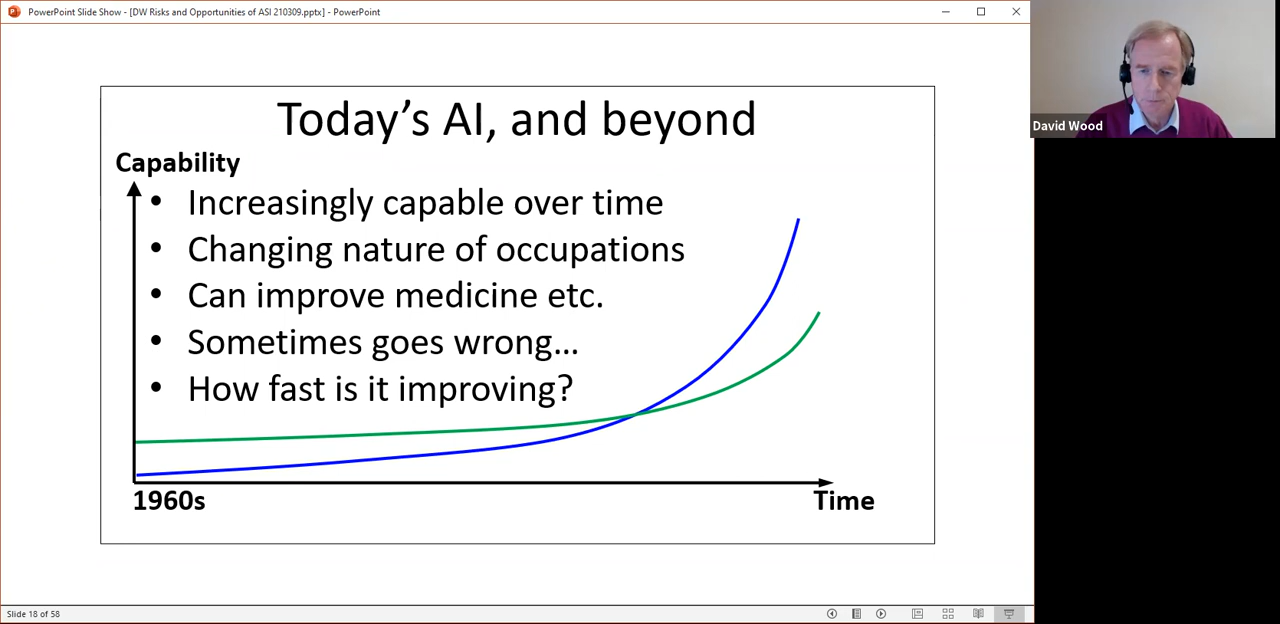 PowerPoint Slide Show - [DW Risks and Opportunities of ASI 210309.pptx] - PowerPoint
Today's AI, and beyond
Capability
• Increasingly capable over time
• Changing nature of occupations
• Can improve medicine etc.
• Sometimes goes wrong...
• How fast is it improving?
1960s
Time
Slide 18 of 58
David Wood